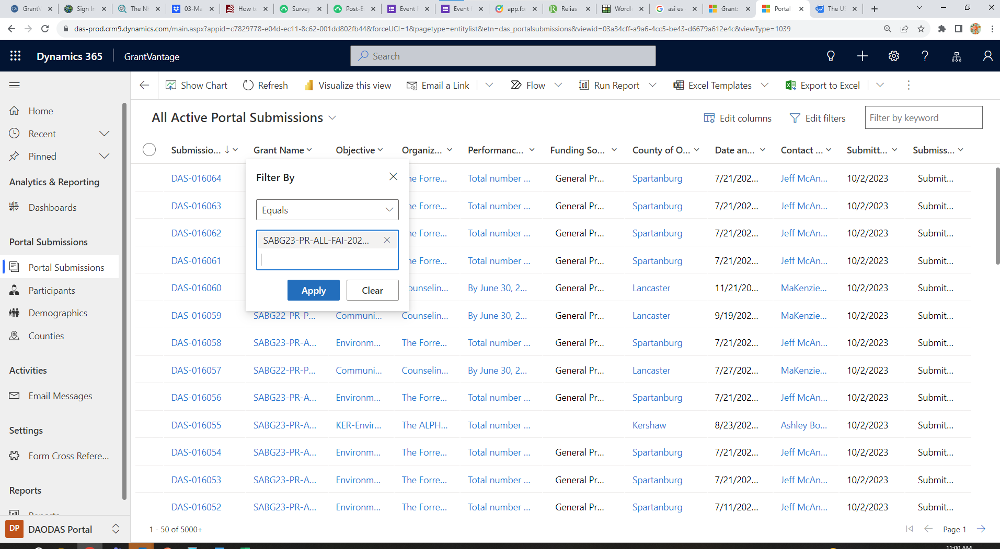 GrantV
Sign In
The NI
03-Ma
How to
Survey
Post-E
Event
Event
app.fo
Relias
Wordl
asi es
Grant
Portal
The U
das-prod.crm9.dynamics.com/main.aspx?appid=c7829778-e04d-ec11-8c62-001dd802fb44&forceUCI=1&pagetype=entitylist&etn=das_portalsubmissions&viewid=03a34cff-a9a6-4cc5-be43-d6679a612e4c&viewType=1039
Dynamics 365 GrantVantage
Search
Show Chart Refresh Visualize this view Email a Link Flow Run Report Excel Templates Export to Excel
Home
Recent
Pinned
Analytics & Reporting
Dashboards
Portal Submissions
Portal Submissions
Participants
Demographics
Counties
Activities
Email Messages
Settings
Form Cross Refere...
Reports
Reports
DP DAODAS Portal
All Active Portal Submissions
Edit columns Edit filters Filter by keyword
Submissio... Grant Name Objective Organiz... Performanc... Funding So... County of O... Date an... Contact ... Submitt... Submiss...
Filter By
Equals
SABG23-PR-ALL-FAI-202...
Apply Clear
DAS-016064 he Forre... Total number ... General Pr... Spartanburg 7/21/202... Jeff McAn... 10/2/2023 Submit...
DAS-016063 he Forre... Total number ... General Pr... Spartanburg 7/21/202... Jeff McAn... 10/2/2023 Submit...
DAS-016062 he Forre... Total number ... General Pr... Spartanburg 7/21/202... Jeff McAn... 10/2/2023 Submit...
DAS-016061 he Forre... Total number ... General Pr... Spartanburg 7/21/202... Jeff McAn... 10/2/2023 Submit...
DAS-016060 ounselin... By June 30, 2... General Pr... Lancaster 11/21/20... MaKenzie... 10/2/2023 Submit...
DAS-016059 SABG22-PR-P... Communi... Counselin... By June 30, 2... General Pr... Lancaster 9/19/202... MaKenzie... 10/2/2023 Submit...
DAS-016058 SABG23-PR-A... Environm... The Forre... Total number ... General Pr... Spartanburg 7/21/202... Jeff McAn... 10/2/2023 Submit...
DAS-016057 SABG22-PR-P... Communi... Counselin... By June 30, 2... General Pr... Lancaster 7/27/202... MaKenzie... 10/2/2023 Submit...
DAS-016056 SABG23-PR-A... Environm... The Forre... Total number ... General Pr... Spartanburg 7/21/202... Jeff McAn... 10/2/2023 Submit...
DAS-016055 SABG23-PR-A... KER-Envir... The ALPH... Total number ... Kershaw 8/23/202... Ashley Bo... 10/2/2023 Submit...
DAS-016054 SABG23-PR-A... Environm... The Forre... Total number ... General Pr... Spartanburg 7/21/202... Jeff McAn... 10/2/2023 Submit...
DAS-016053 SABG23-PR-A... Environm... The Forre... Total number ... General Pr... Spartanburg 7/21/202... Jeff McAn... 10/2/2023 Submit...
DAS-016052 SABG23-PR-A... Environm... The Forre... Total number ... General Pr... Spartanburg 7/11/202... Jeff McAn... 10/2/2023 Submit...
1 - 50 of 5000+
Page 1
11:00 AM